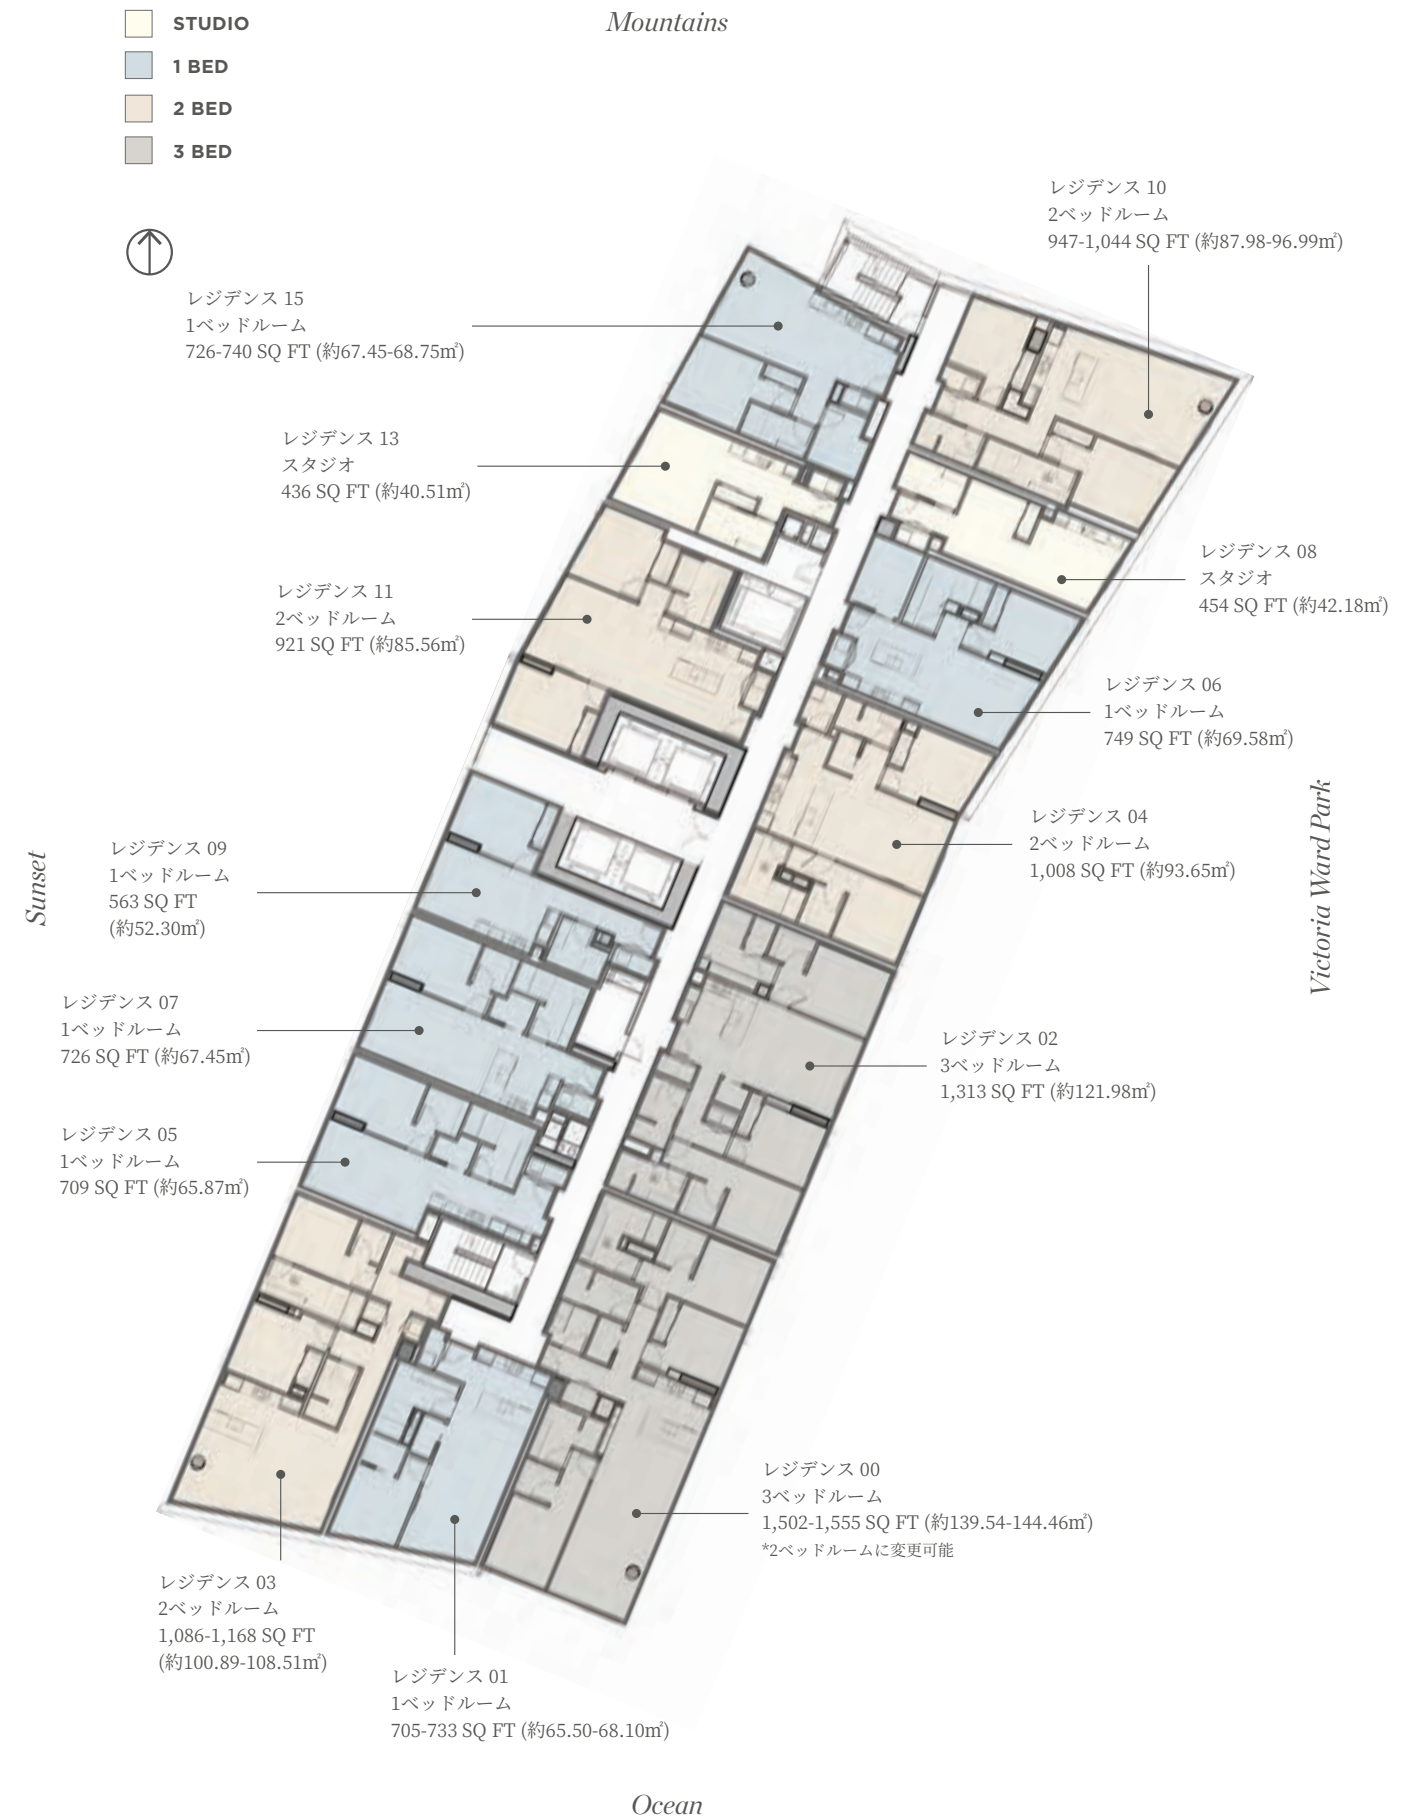 STUDIO
1 BED
2 BED
3 BED
Mountains
レジデンス 10
2ベッドルーム
947-1,044 SQ FT (約87.98-96.99㎡)
レジデンス 15
1ベッドルーム
726-740 SQ FT (約67.45-68.75㎡)
レジデンス 13
スタジオ
436 SQ FT (約40.51㎡)
レジデンス 08
スタジオ
454 SQ FT (約42.18㎡)
レジデンス 11
2ベッドルーム
921 SQ FT (約85.56㎡)
レジデンス 06
1ベッドルーム
749 SQ FT (約69.58㎡)
レジデンス 04
2ベッドルーム
1,008 SQ FT (約93.65㎡)
Victoria Ward Park
Sunset
レジデンス 09
1ベッドルーム
563 SQ FT
(約52.30㎡)
レジデンス 07
1ベッドルーム
726 SQ FT (約67.45㎡)
レジデンス 02
3ベッドルーム
1,313 SQ FT (約121.98㎡)
レジデンス 05
1ベッドルーム
709 SQ FT (約65.87㎡)
レジデンス 00
3ベッドルーム
1,502-1,555 SQ FT (約139.54-144.46㎡)
*2ベッドルームに変更可能
レジデンス 03
2ベッドルーム
1,086-1,168 SQ FT
(約100.89-108.51㎡)
レジデンス 01
1ベッドルーム
705-733 SQ FT (約65.50-68.10㎡)
Ocean